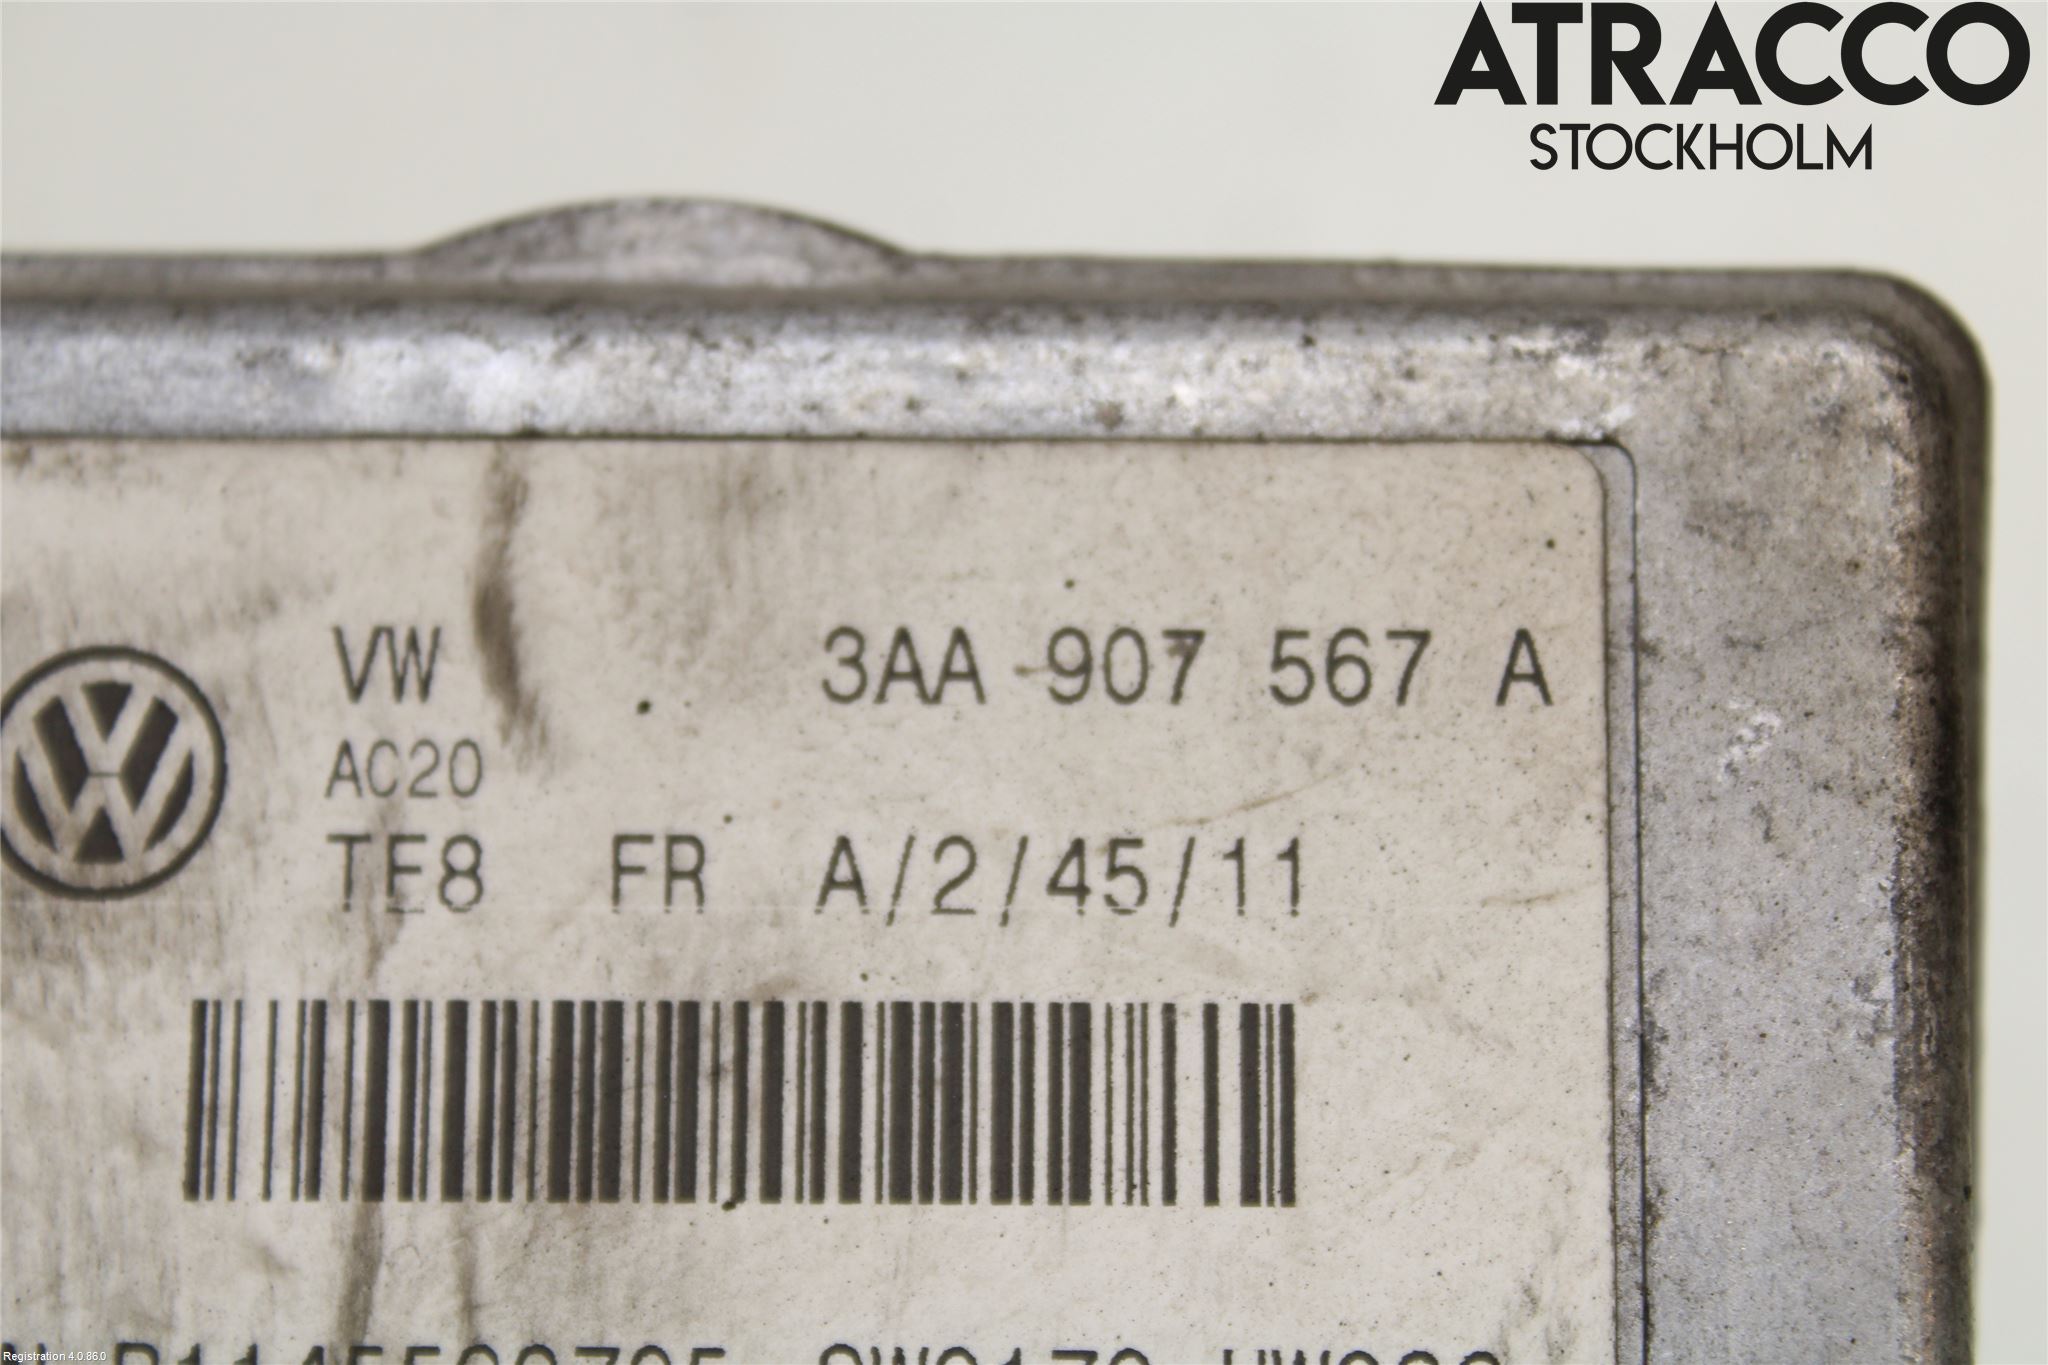 ATRACCO
STOCKHOLM
VW 3AA 907 567 A
AC20
TE8 FR A/2/45/11
Registration 4.0.86.0